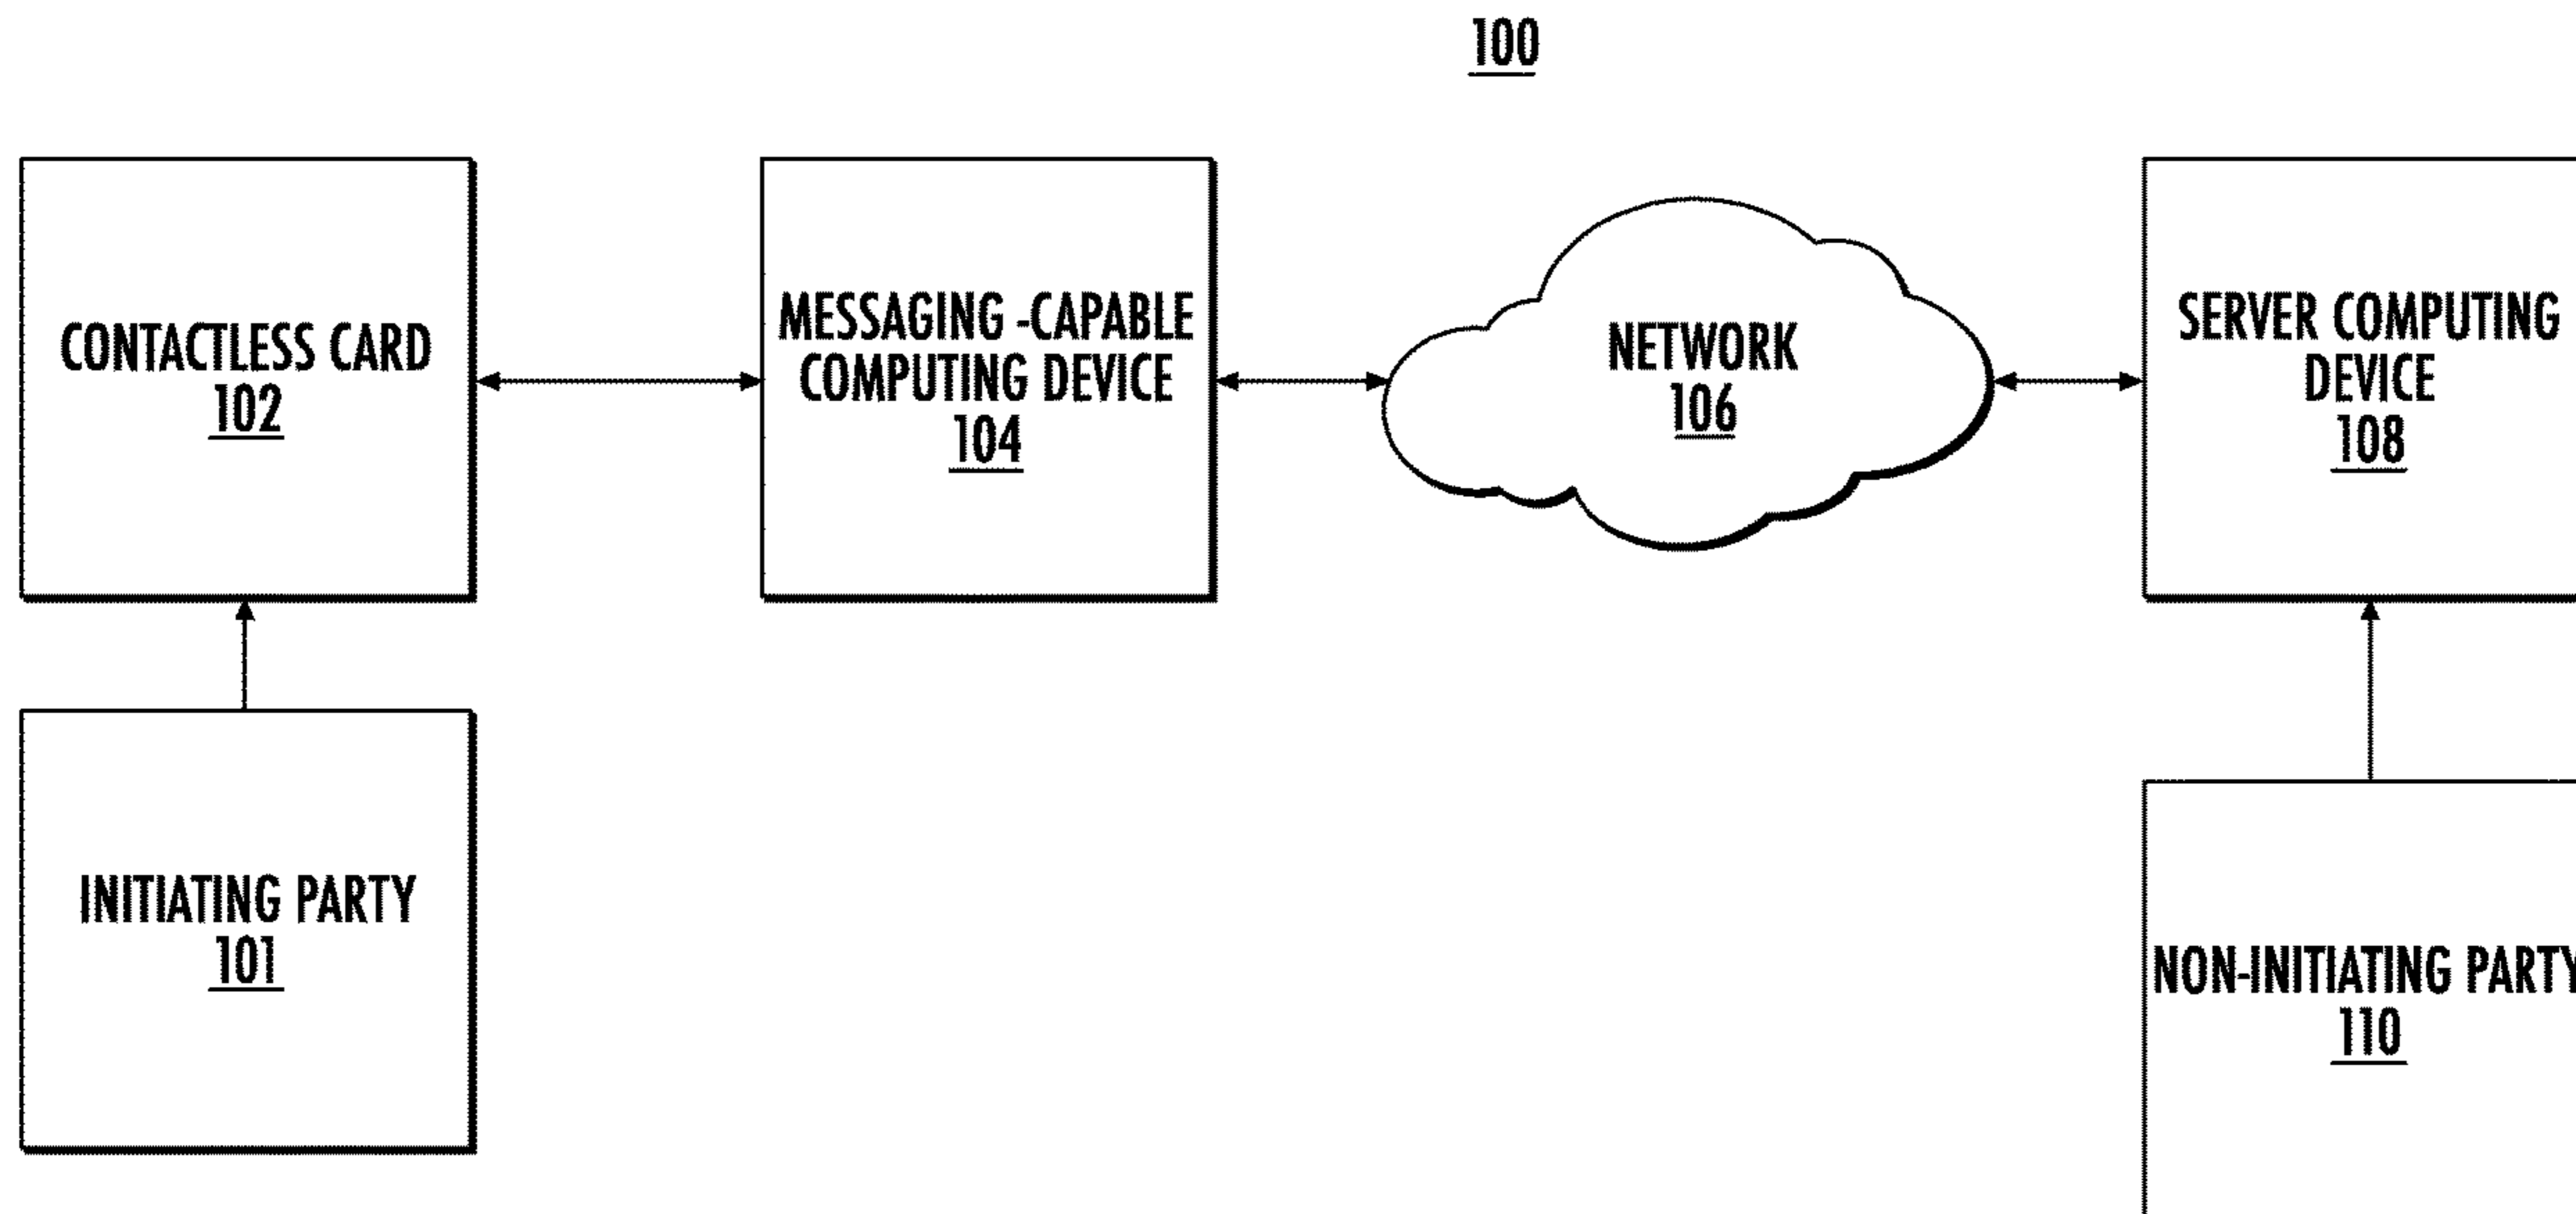 100
CONTACTLESS CARD
102
MESSAGING -CAPABLE
COMPUTING DEVICE
104
NETWORK
106
SERVER COMPUTING
DEVICE
108
INITIATING PARTY
101
NON-INITIATING PARTY
110